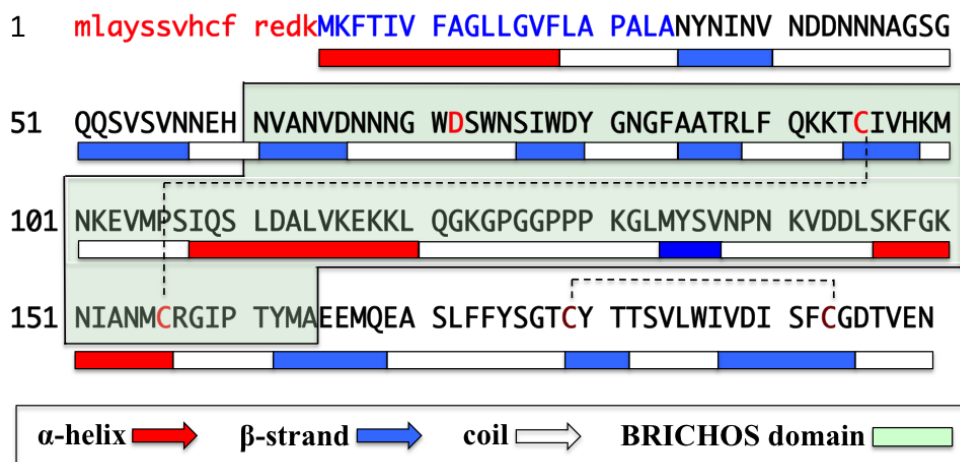 1 mlayssvhcf redkMKFTIV FAGLLGVFLA PALANYNINV NDDNNNAGSG
51 QQSVSVNNEH NVANVDNNNG WDSWNSIWDY GNGFAATRLF QKKTCIVHKM
101 NKEVMPSIQS LDALVKEKKL QGKGPGGPPP KGLMYSVNPN KVDDLSKFGK
151 NIANMCRGIP TYMAEEMQEA SLFFYSGTCY TTSVLWIVDI SFCGDTVEN
α-helix β-strand coil BRICHOS domain